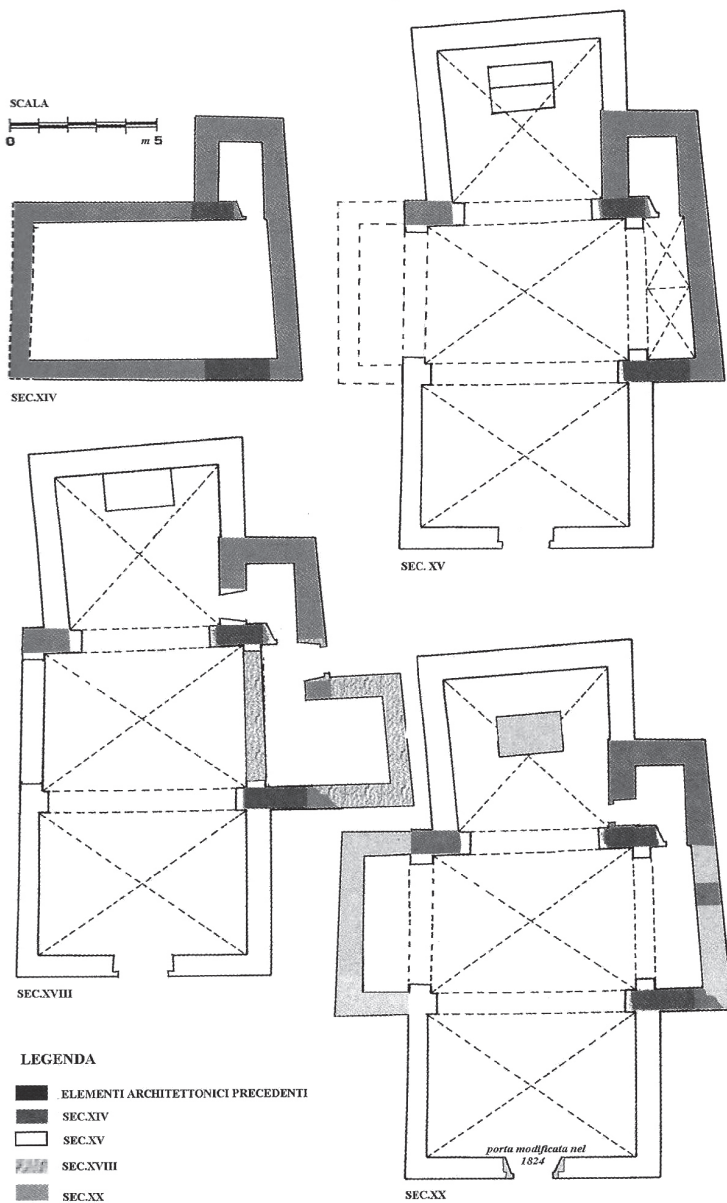 SCALA
0 m 5
SEC.XIV
SEC. XV
SEC.XVIII
LEGENDA
ELEMENTI ARCHITETTONICI PRECEDENTI
SEC.XIV
SEC.XV
SEC.XVIII
SEC.XX
porta modificata nel
1824
SEC.XX